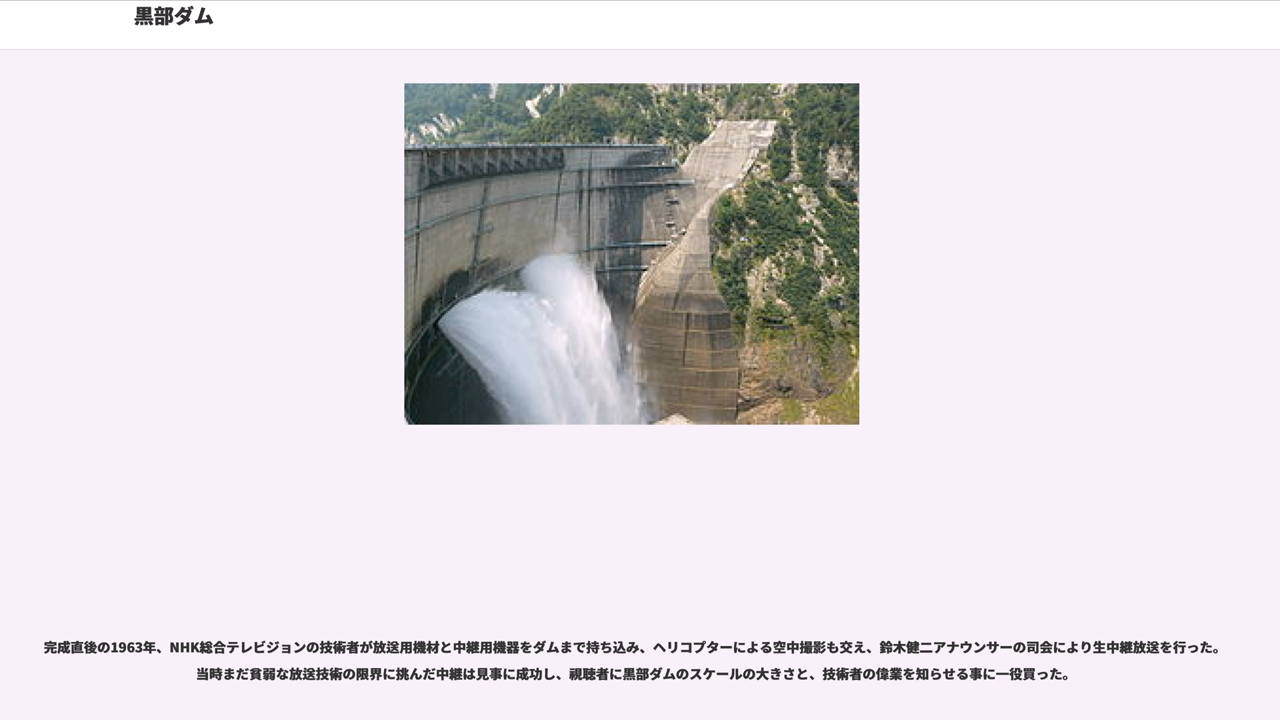 黒部ダム
完成直後の1963年、NHK総合テレビジョンの技術者が放送用機材と中継用機器をダムまで持ち込み、ヘリコプターによる空中撮影も交え、鈴木健二アナウンサーの司会により生中継放送を行った。
当時まだ貧弱な放送技術の限界に挑んだ中継は見事に成功し、視聴者に黒部ダムのスケールの大きさと、技術者の偉業を知らせる事に一役買った。